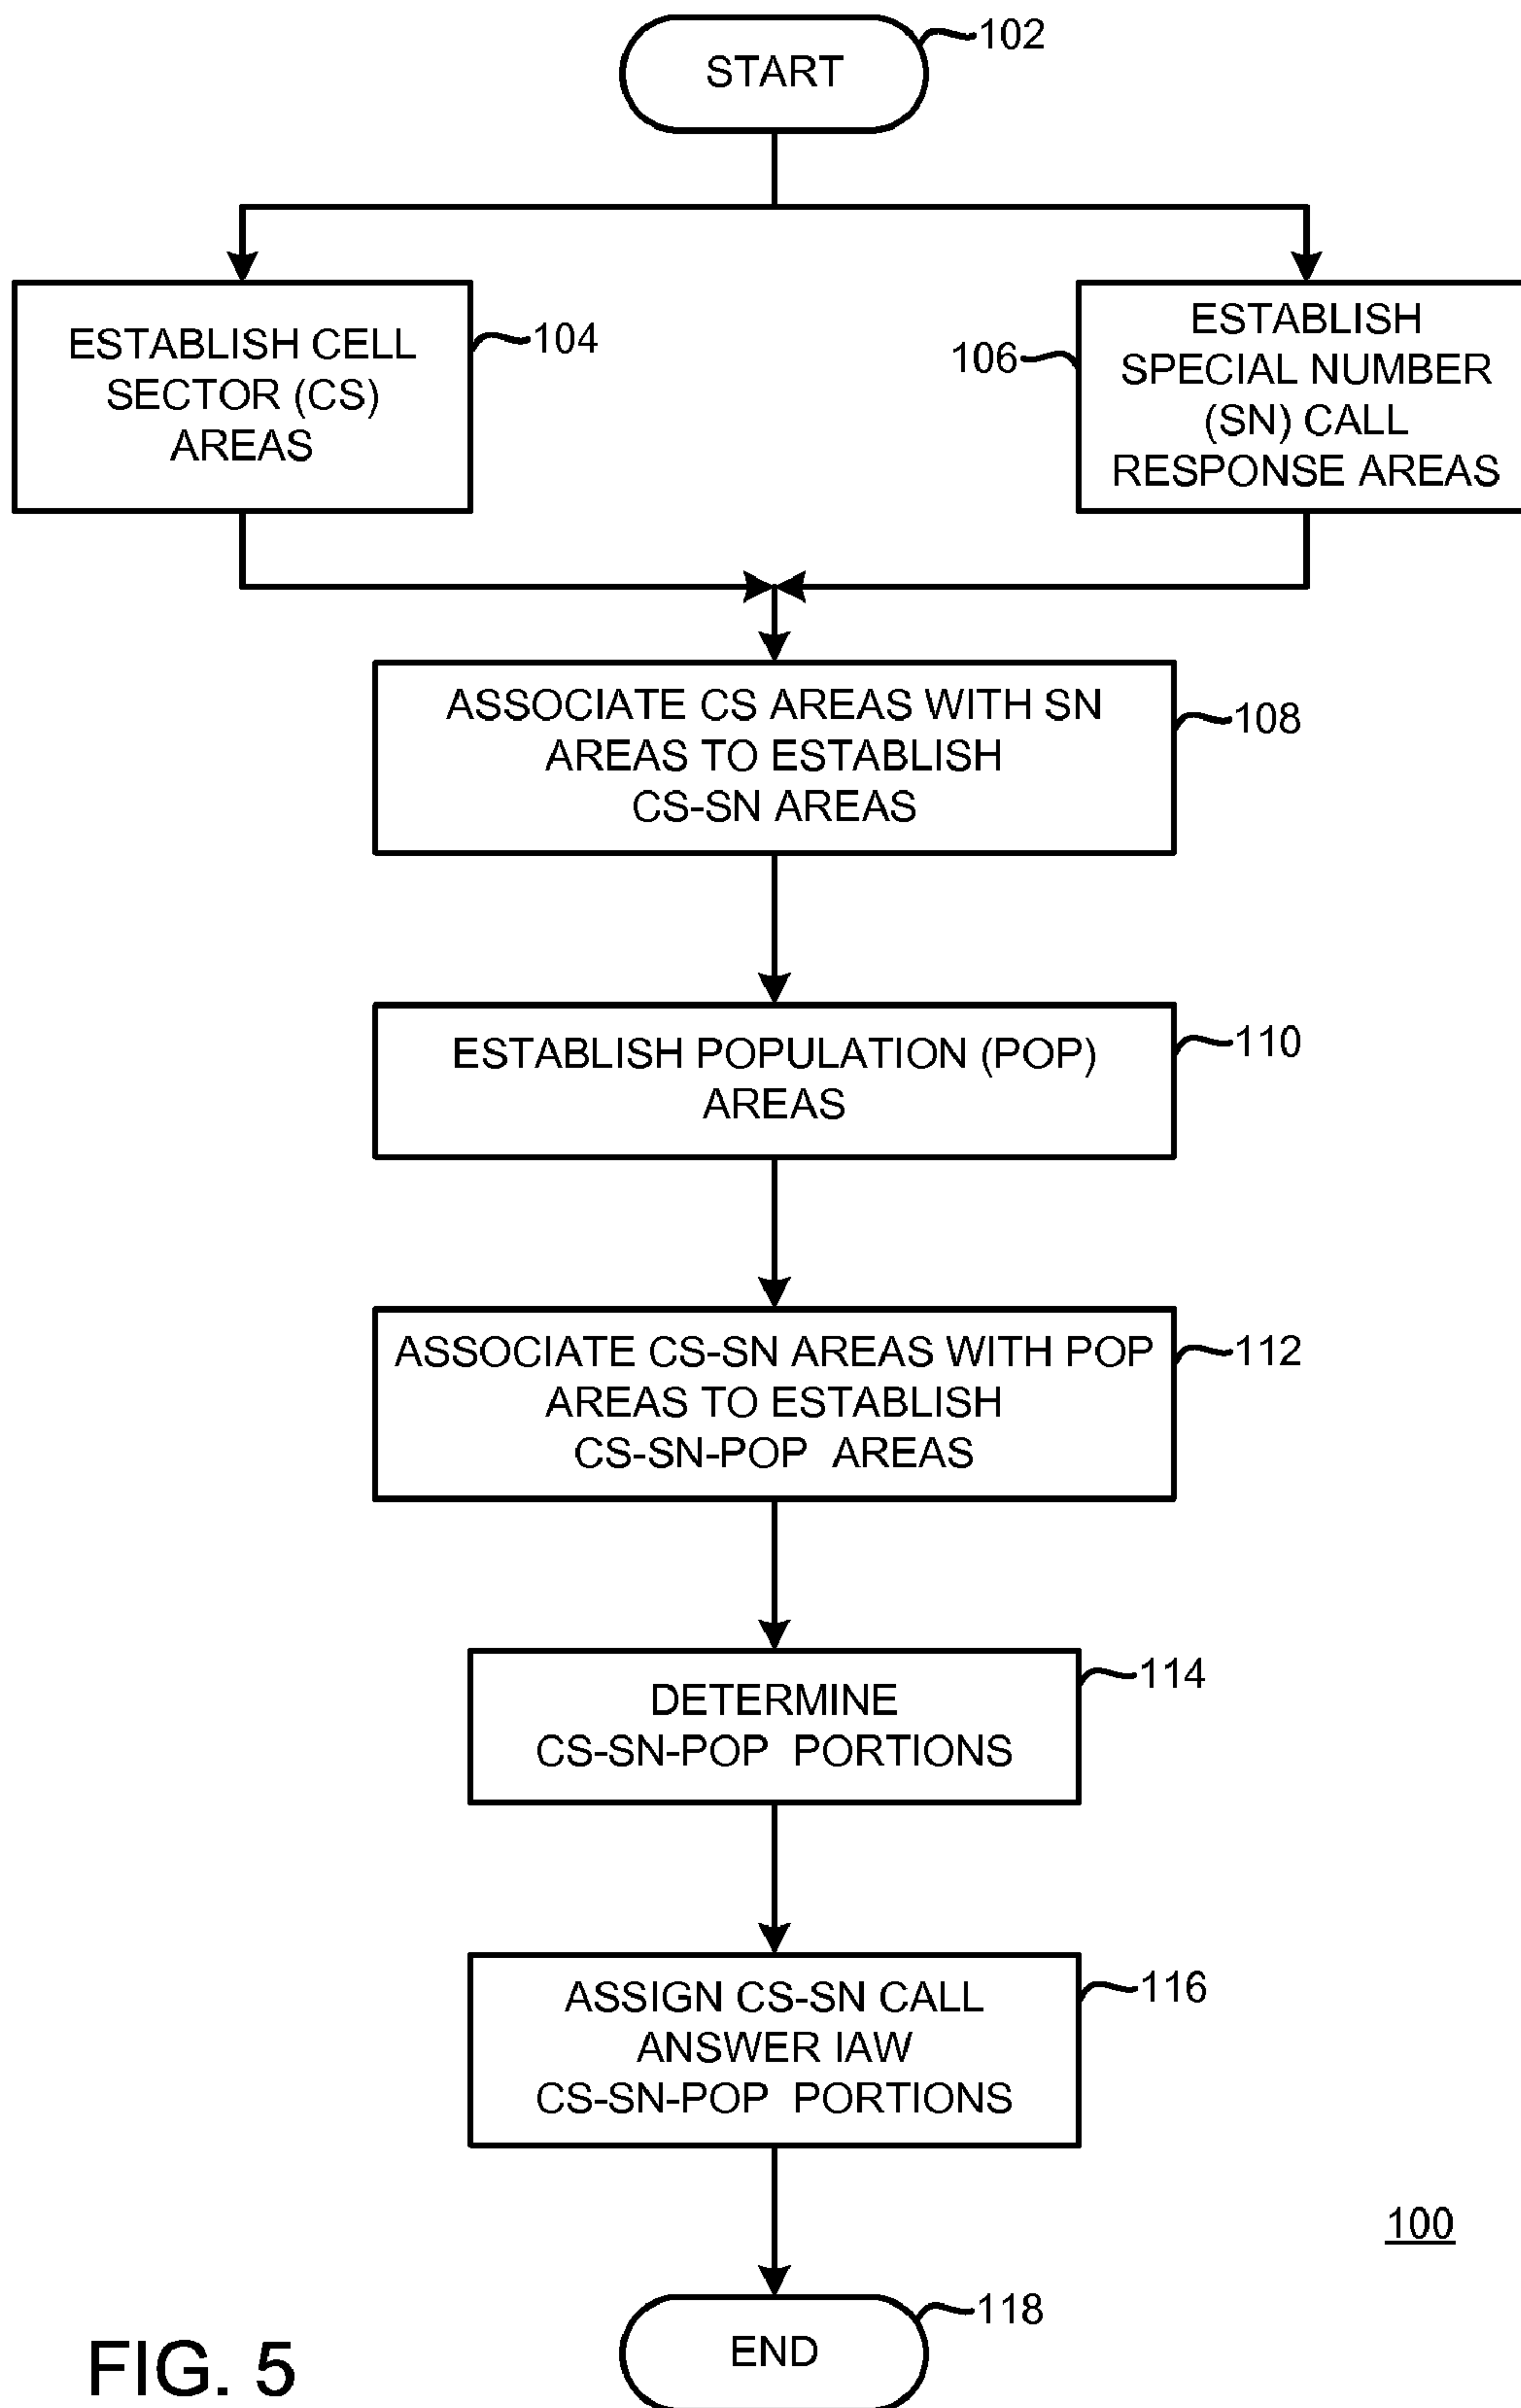 START
102
ESTABLISH CELL
SECTOR (CS)
AREAS
104
106
ESTABLISH
SPECIAL NUMBER
(SN) CALL
RESPONSE AREAS
ASSOCIATE CS AREAS WITH SN
AREAS TO ESTABLISH
CS-SN AREAS
108
ESTABLISH POPULATION (POP)
AREAS
110
ASSOCIATE CS-SN AREAS WITH POP
AREAS TO ESTABLISH
CS-SN-POP AREAS
112
DETERMINE
CS-SN-POP PORTIONS
114
ASSIGN CS-SN CALL
ANSWER IAW
CS-SN-POP PORTIONS
116
100
END
118
FIG. 5